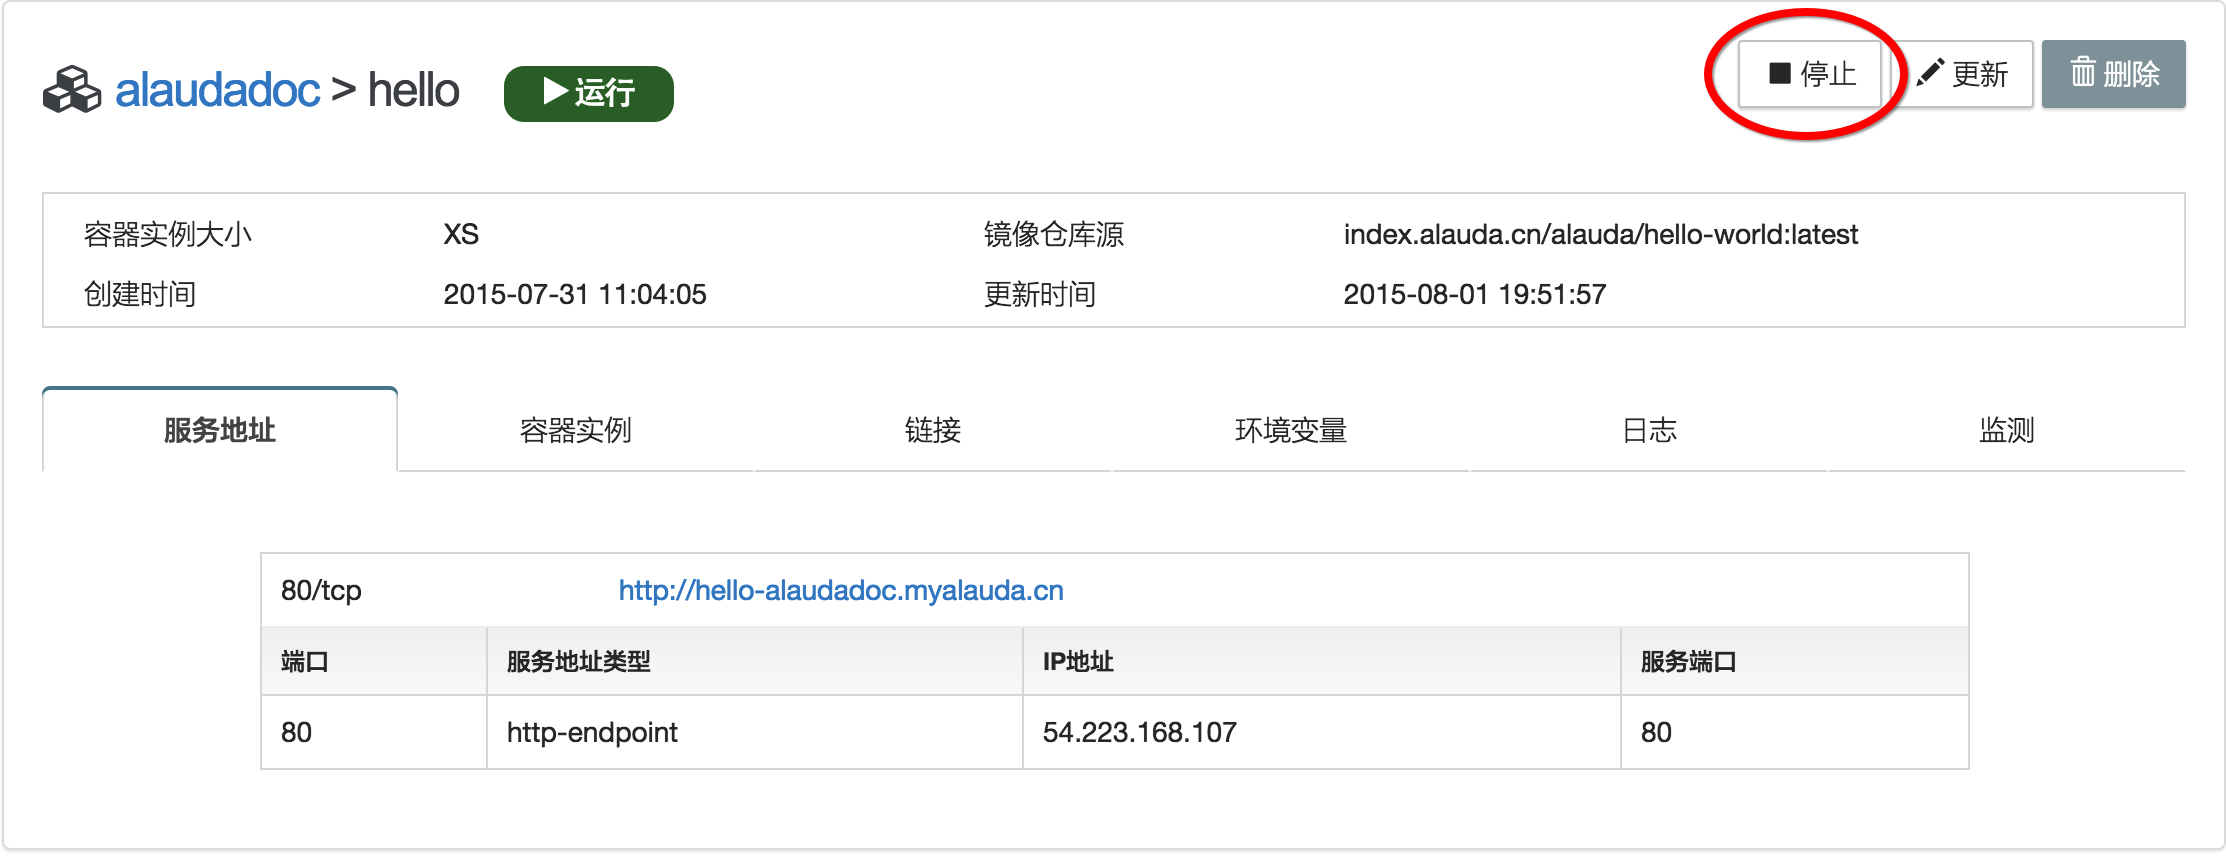 alaudadoc > hello 运行 停止 更新 删除
容器实例大小 XS 镜像仓库源 index.alauda.cn/alauda/hello-world:latest
创建时间 2015-07-31 11:04:05 更新时间 2015-08-01 19:51:57
服务地址 容器实例 链接 环境变量 日志 监测
80/tcp http://hello-alaudadoc.myalauda.cn
端口 服务地址类型 IP地址 服务端口
80 http-endpoint 54.223.168.107 80